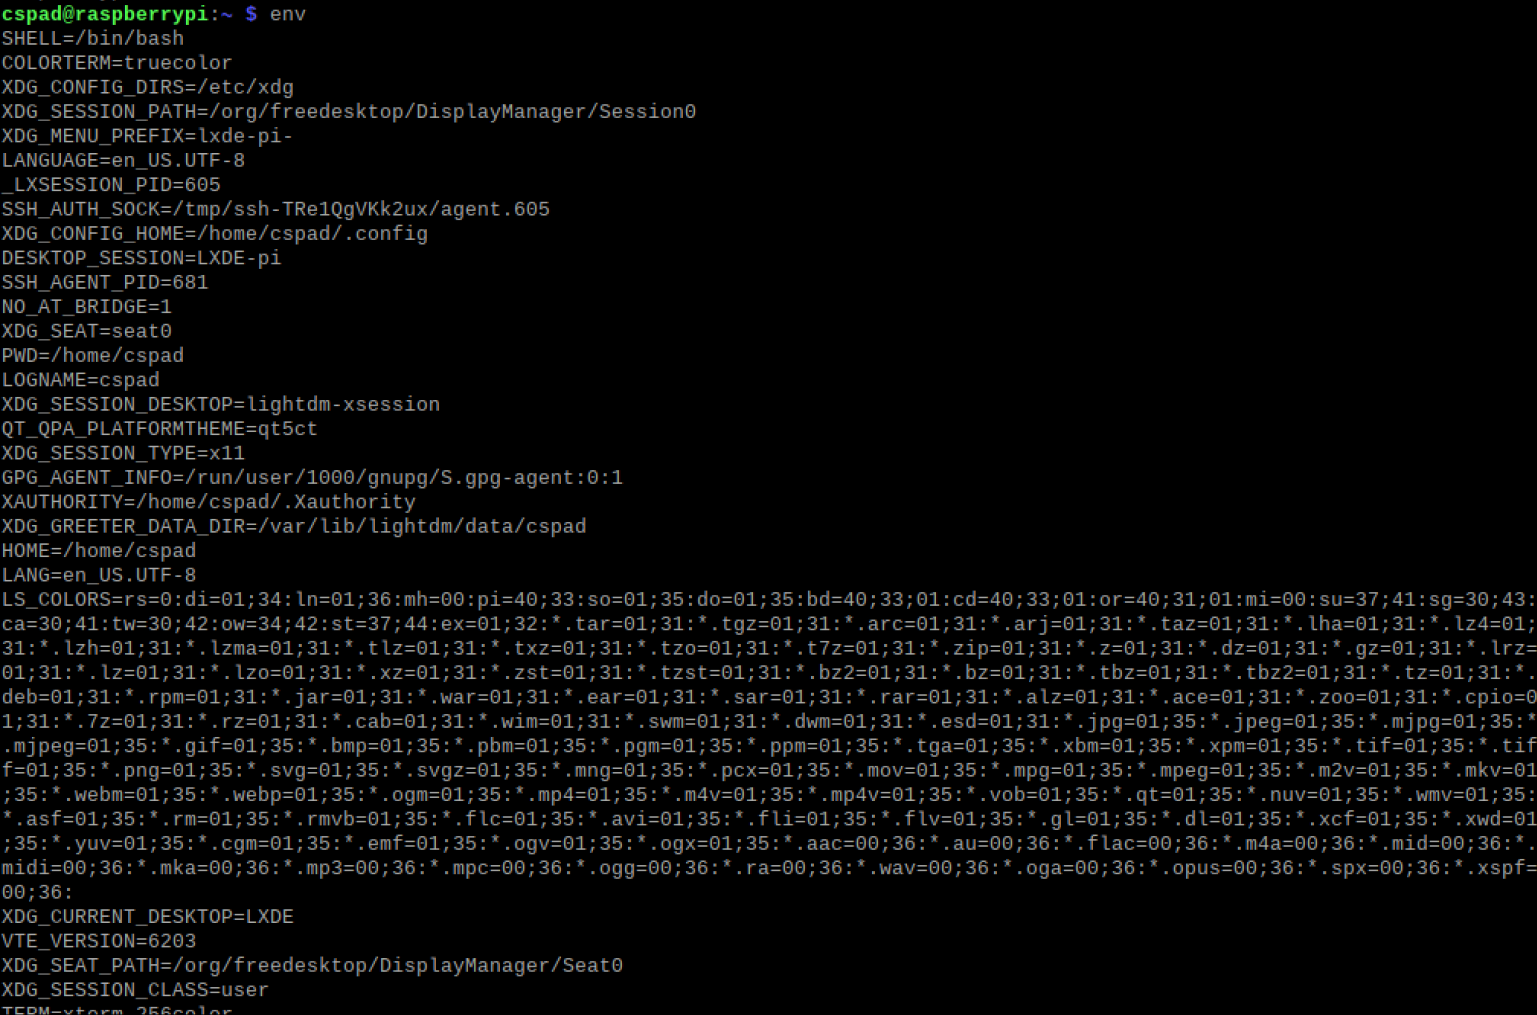 cspad@raspberrypi:~ $ env
SHELL=/bin/bash
COLORTERM=truecolor
XDG_CONFIG_DIRS=/etc/xdg
XDG_SESSION_PATH=/org/freedesktop/DisplayManager/Session0
XDG_MENU_PREFIX=lxde-pi-
LANGUAGE=en_US.UTF-8
_LXSESSION_PID=605
SSH_AUTH_SOCK=/tmp/ssh-TRe1QgVKk2ux/agent.605
XDG_CONFIG_HOME=/home/cspad/.config
DESKTOP_SESSION=LXDE-pi
SSH_AGENT_PID=681
NO_AT_BRIDGE=1
XDG_SEAT=seat0
PWD=/home/cspad
LOGNAME=cspad
XDG_SESSION_DESKTOP=lightdm-xsession
QT_QPA_PLATFORMTHEME=qt5ct
XDG_SESSION_TYPE=x11
GPG_AGENT_INFO=/run/user/1000/gnupg/S.gpg-agent:0:1
XAUTHORITY=/home/cspad/.Xauthority
XDG_GREETER_DATA_DIR=/var/lib/lightdm/data/cspad
HOME=/home/cspad
LANG=en_US.UTF-8
LS_COLORS=rs=0:di=01;34:ln=01;36:mh=00:pi=40;33:so=01;35:do=01;35:bd=40;33;01:cd=40;33;01:or=40;31;01:mi=00:su=37;41:sg=30;43:
ca=30;41:tw=30;42:ow=34;42:st=37;44:ex=01;32:*.tar=01;31:*.tgz=01;31:*.arc=01;31:*.arj=01;31:*.taz=01;31:*.lha=01;31:*.lz4=01;
31:*.lzh=01;31:*.lzma=01;31:*.tlz=01;31:*.txz=01;31:*.tzo=01;31:*.t7z=01;31:*.zip=01;31:*.z=01;31:*.dz=01;31:*.gz=01;31:*.lrz=
01;31:*.lz=01;31:*.lzo=01;31:*.xz=01;31:*.zst=01;31:*.tzst=01;31:*.bz2=01;31:*.bz=01;31:*.tbz=01;31:*.tbz2=01;31:*.tz=01;31:*.
deb=01;31:*.rpm=01;31:*.jar=01;31:*.war=01;31:*.ear=01;31:*.sar=01;31:*.rar=01;31:*.alz=01;31:*.ace=01;31:*.zoo=01;31:*.cpio=0
1;31:*.7z=01;31:*.rz=01;31:*.cab=01;31:*.wim=01;31:*.swm=01;31:*.dwm=01;31:*.esd=01;31:*.jpg=01;35:*.jpeg=01;35:*.mjpg=01;35:*
.mjpeg=01;35:*.gif=01;35:*.bmp=01;35:*.pbm=01;35:*.pgm=01;35:*.ppm=01;35:*.tga=01;35:*.xbm=01;35:*.xpm=01;35:*.tif=01;35:*.tif
f=01;35:*.png=01;35:*.svg=01;35:*.svgz=01;35:*.mng=01;35:*.pcx=01;35:*.mov=01;35:*.mpg=01;35:*.mpeg=01;35:*.m2v=01;35:*.mkv=01
;35:*.webm=01;35:*.webp=01;35:*.ogm=01;35:*.mp4=01;35:*.m4v=01;35:*.mp4v=01;35:*.vob=01;35:*.qt=01;35:*.nuv=01;35:*.wmv=01;35:
*.asf=01;35:*.rm=01;35:*.rmvb=01;35:*.flc=01;35:*.avi=01;35:*.fli=01;35:*.flv=01;35:*.gl=01;35:*.dl=01;35:*.xcf=01;35:*.xwd=01
;35:*.yuv=01;35:*.cgm=01;35:*.emf=01;35:*.ogv=01;35:*.ogx=01;35:*.aac=00;36:*.au=00;36:*.flac=00;36:*.m4a=00;36:*.mid=00;36:*.
midi=00;36:*.mka=00;36:*.mp3=00;36:*.mpc=00;36:*.ogg=00;36:*.ra=00;36:*.wav=00;36:*.oga=00;36:*.opus=00;36:*.spx=00;36:*.xspf=
00;36:
XDG_CURRENT_DESKTOP=LXDE
VTE_VERSION=6203
XDG_SEAT_PATH=/org/freedesktop/DisplayManager/Seat0
XDG_SESSION_CLASS=user
TERM=xterm-256color